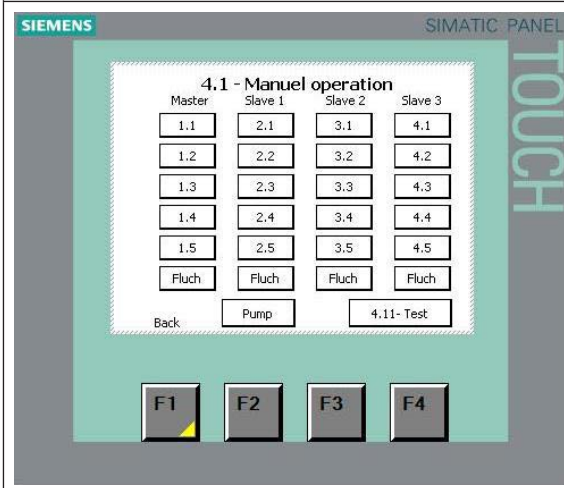 SIEMENS SIMATIC PANEL
TOUCH
4.1 - Manuel operation
Master Slave 1 Slave 2 Slave 3
1.1 2.1 3.1 4.1
1.2 2.2 3.2 4.2
1.3 2.3 3.3 4.3
1.4 2.4 3.4 4.4
1.5 2.5 3.5 4.5
Fluch Fluch Fluch Fluch
Back Pump 4.11- Test
F1 F2 F3 F4